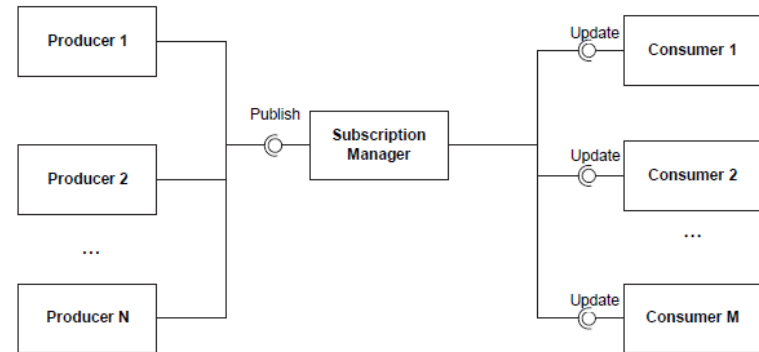 Producer 1
Update
Consumer 1
Publish
Subscription
Manager
Producer 2
Update
Consumer 2
...
...
Producer N
Update
Consumer M